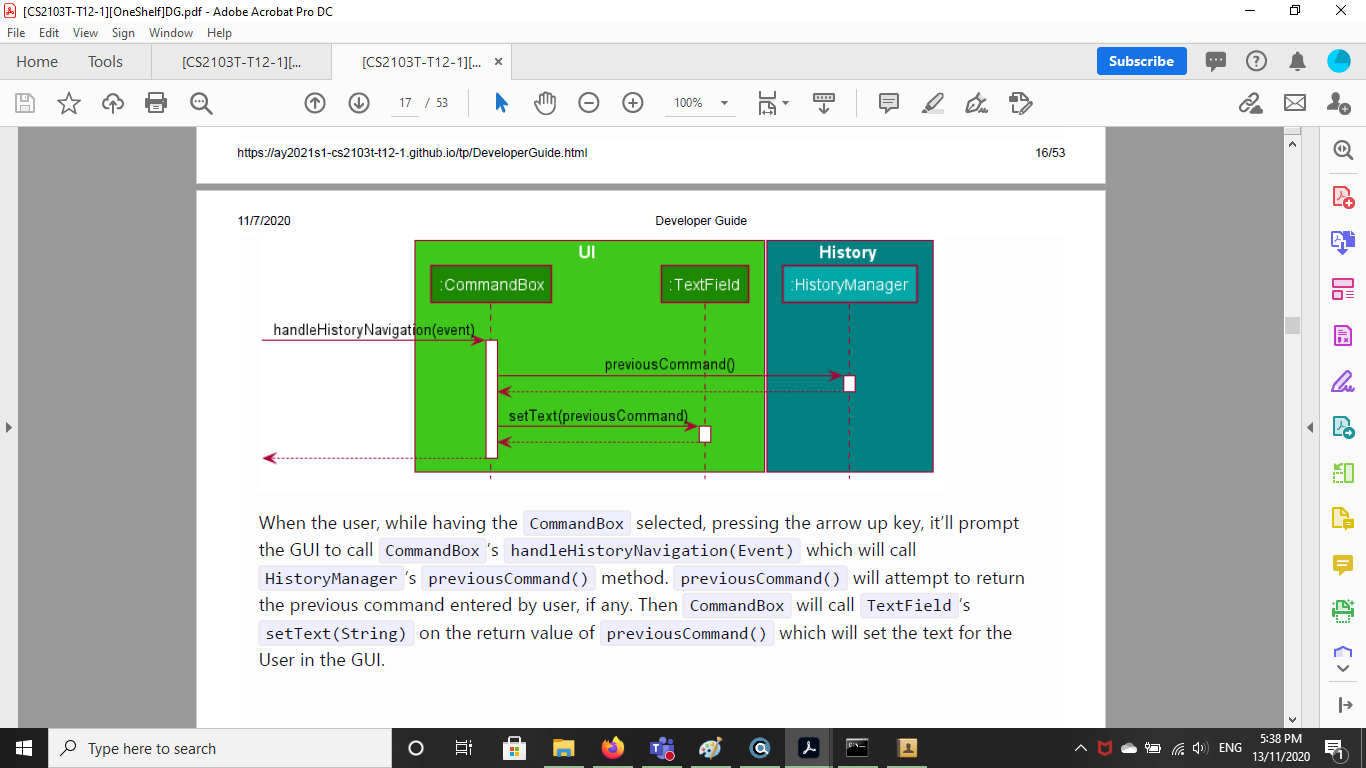 [CS2103T-T12-1][OneShelf]DG.pdf - Adobe Acrobat Pro DC
File Edit View Sign Window Help
Home Tools [CS2103T-T12-1][... [CS2103T-T12-1][... × Subscribe
17 / 53 100%
https://ay2021s1-cs2103t-t12-1.github.io/tp/DeveloperGuide.html 16/53
11/7/2020 Developer Guide
UI History
:CommandBox :TextField :HistoryManager
handleHistoryNavigation(event)
previousCommand()
setText(previousCommand)
When the user, while having the CommandBox selected, pressing the arrow up key, it’ll prompt
the GUI to call CommandBox’s handleHistoryNavigation(Event) which will call
HistoryManager’s previousCommand() method. previousCommand() will attempt to return
the previous command entered by user, if any. Then CommandBox will call TextField’s
setText(String) on the return value of previousCommand() which will set the text for the
User in the GUI.
Type here to search ENG 5:38 PM
13/11/2020 1